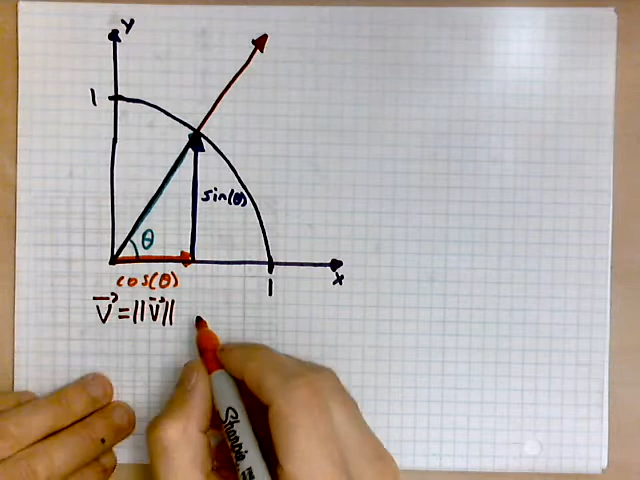 y
1
sin(θ)
θ
cos(θ)
x
1
V⃗ = ||V⃗||
Sharpie